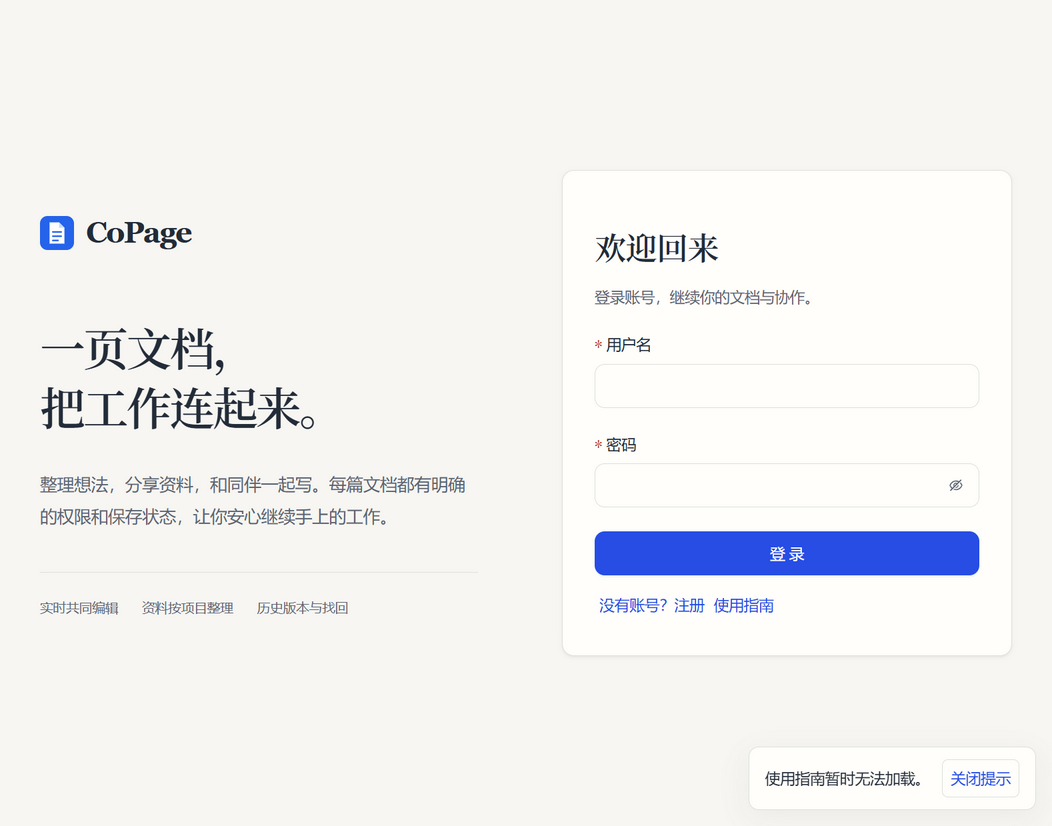 CoPage
一页文档，
把工作连起来。
整理想法，分享资料，和同伴一起写。每篇文档都有明确
的权限和保存状态，让你安心继续手上的工作。
实时共同编辑 资料按项目整理 历史版本与找回
欢迎回来
登录账号，继续你的文档与协作。
* 用户名
* 密码
登 录
没有账号？注册 使用指南
使用指南暂时无法加载。 关闭提示